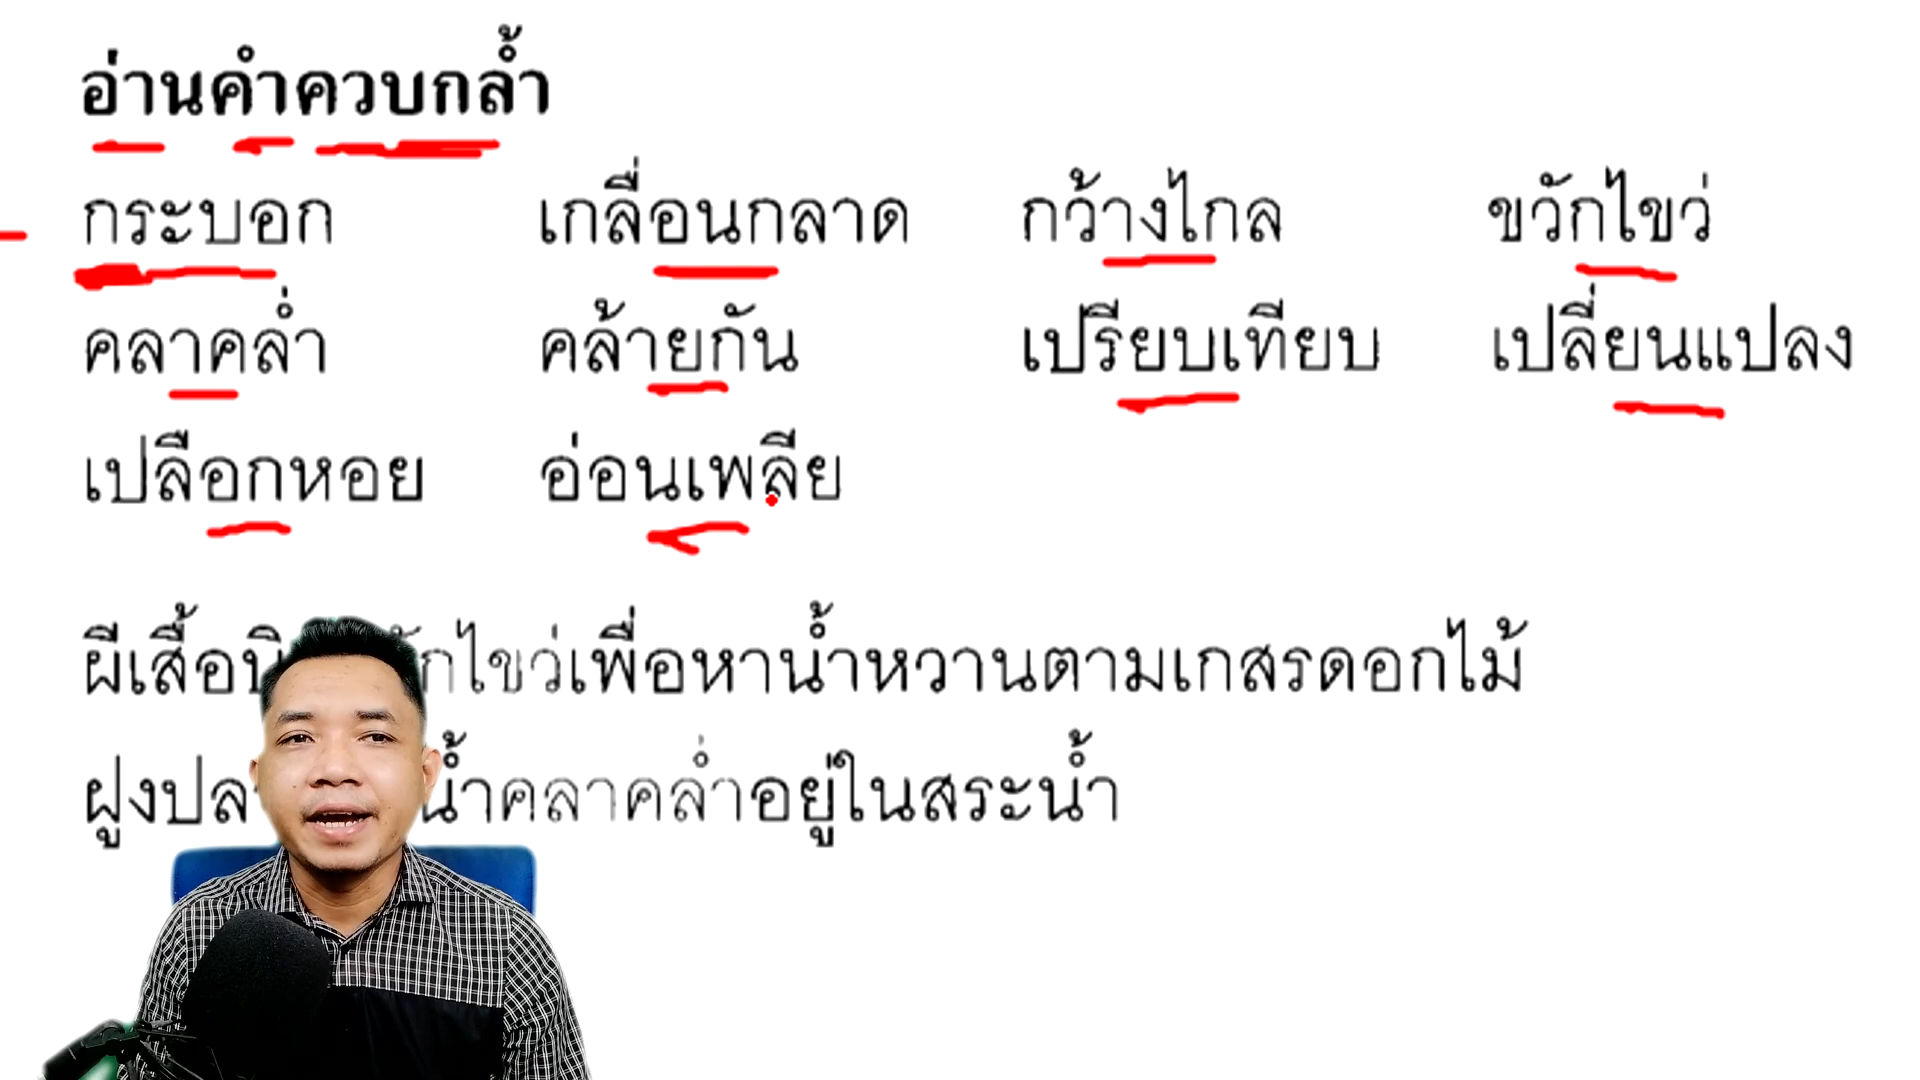 อ่านคำควบกล้ำ
กระบอก เกลื่อนกลาด กว้างไกล ขวักไขว่
คลาคล่ำ คล้ายกัน เปรียบเทียบ เปลี่ยนแปลง
เปลือกหอย อ่อนเพลีย
ผีเสื้อ ไขว่เพื่อหาน้ำหวานตามเกสรดอกไม้
ฝูง น้ำคลาคล่ำอยู่ในสระน้ำ